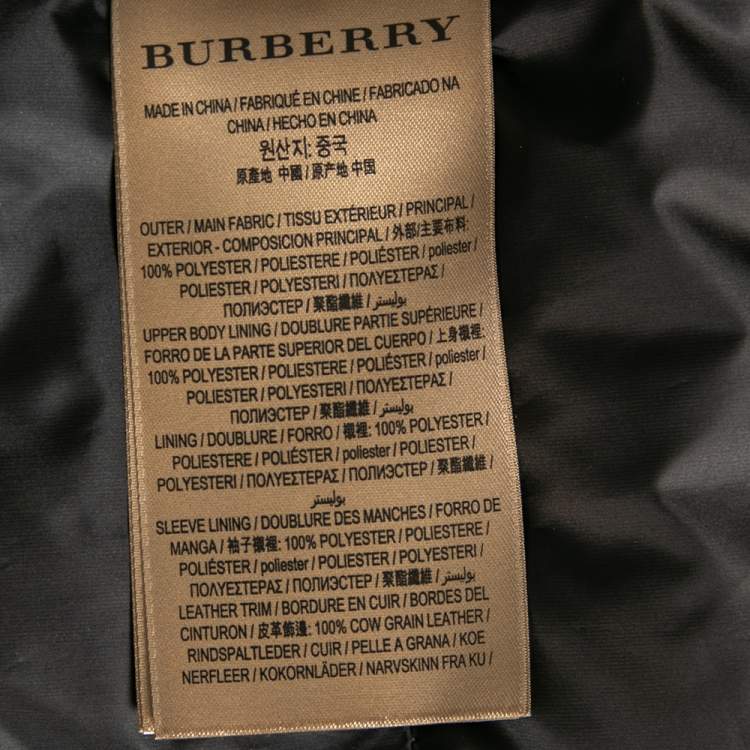 BURBERRY
MADE IN CHINA / FABRIQUÉ EN CHINE / FABRICADO NA
CHINA / HECHO EN CHINA
원산지: 중국
原產地 中國 / 原产地 中国
OUTER / MAIN FABRIC / TISSU EXTÉRIEUR / PRINCIPAL /
EXTERIOR - COMPOSICION PRINCIPAL / 外部/主要布料:
100% POLYESTER / POLIESTERE / POLIÉSTER / poliester /
POLIESTER / POLYESTERI / ΠΟΛΥΕΣΤΕΡΑΣ /
ПОЛИЭСТЕР / 聚酯纖維 / بوليستر
UPPER BODY LINING / DOUBLURE PARTIE SUPÉRIEURE /
FORRO DE LA PARTE SUPERIOR DEL CUERPO / 上身襯裡:
100% POLYESTER / POLIESTERE / POLIÉSTER / poliester /
POLIESTER / POLYESTERI / ΠΟΛΥΕΣΤΕΡΑΣ /
ПОЛИЭСТЕР / 聚酯纖維 / بوليستر
LINING / DOUBLURE / FORRO / 襯裡: 100% POLYESTER /
POLIESTERE / POLIÉSTER / poliester / POLIESTER /
POLYESTERI / ΠΟΛΥΕΣΤΕΡΑΣ / ПОЛИЭСТЕР / 聚酯纖維 /
بوليستر
SLEEVE LINING / DOUBLURE DES MANCHES / FORRO DE
MANGA / 袖子襯裡: 100% POLYESTER / POLIESTERE /
POLIÉSTER / poliester / POLIESTER / POLYESTERI /
ΠΟΛΥΕΣΤΕΡΑΣ / ПОЛИЭСТЕР / 聚酯纖維 / بوليستر /
LEATHER TRIM / BORDURE EN CUIR / BORDES DEL
CINTURON / 皮革飾邊: 100% COW GRAIN LEATHER /
RINDSPALTLEDER / CUIR / PELLE A GRANA / KOE
NERFLEER / KOKORNLÄDER / NARVSKINN FRA KU /